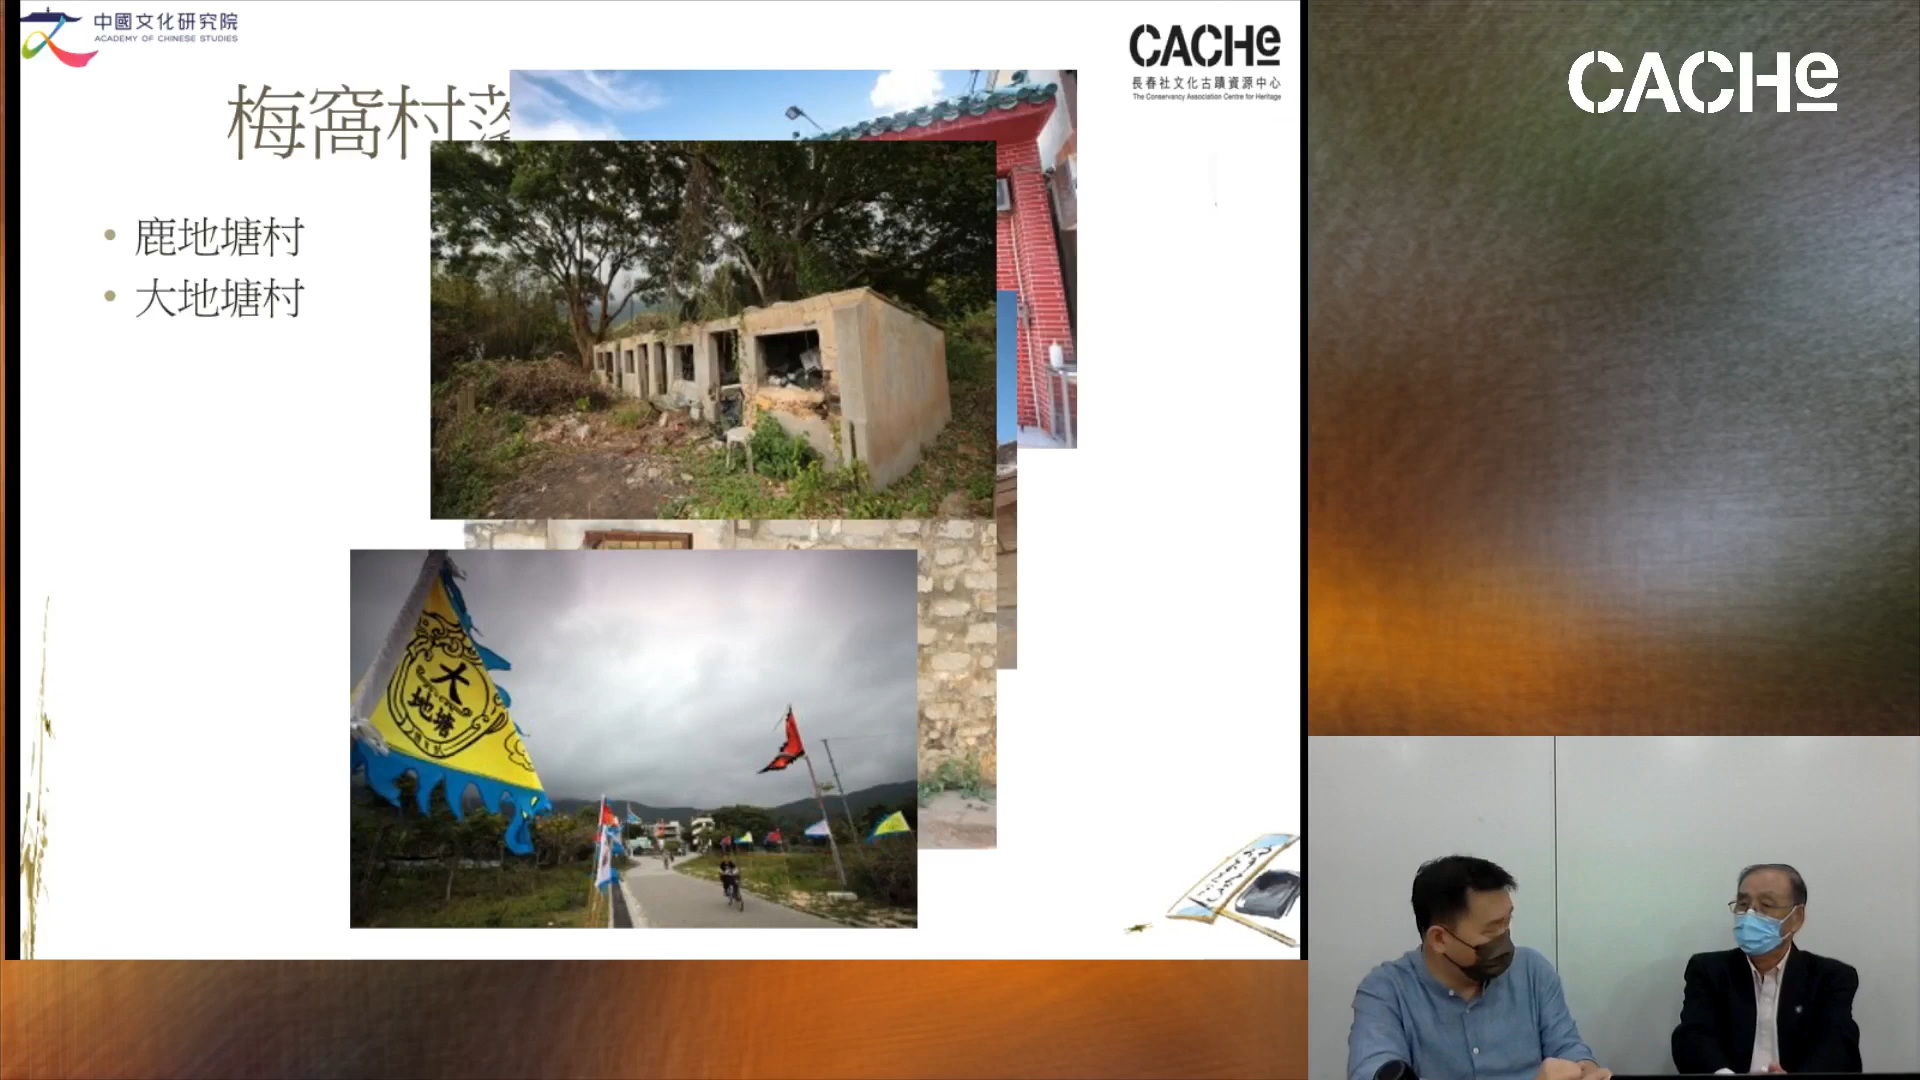 中國文化研究院
ACADEMY OF CHINESE STUDIES
CACHe
長春社文化古蹟資源中心
The Conservancy Association Centre for Heritage
CACHe
梅窩村落
鹿地塘村
大地塘村
大
地塘